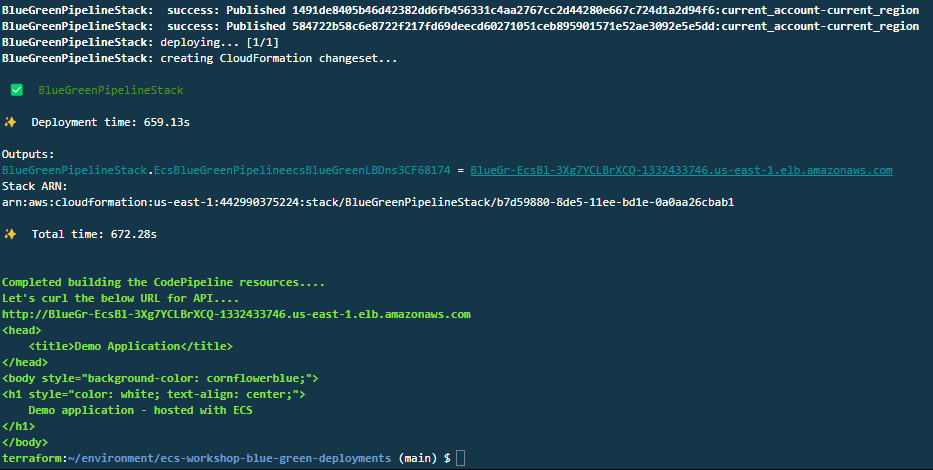 BlueGreenPipelineStack:  success: Published 1491de8405b46d42382dd6fb456331c4aa2767cc2d44280e667c724d1a2d94f6:current_account-current_region
BlueGreenPipelineStack:  success: Published 584722b58c6e8722f217fd69deecd60271051ceb895901571e52ae3092e5e5dd:current_account-current_region
BlueGreenPipelineStack: deploying... [1/1]
BlueGreenPipelineStack: creating CloudFormation changeset...
✅  BlueGreenPipelineStack
✨  Deployment time: 659.13s
Outputs:
BlueGreenPipelineStack.EcsBlueGreenPipelineecsBlueGreenLBDns3CF68174 = BlueGr-EcsBl-3Xg7YCLBrXCQ-1332433746.us-east-1.elb.amazonaws.com
Stack ARN:
arn:aws:cloudformation:us-east-1:442990375224:stack/BlueGreenPipelineStack/b7d59880-8de5-11ee-bd1e-0a0aa26cbab1
✨  Total time: 672.28s
Completed building the CodePipeline resources....
Let's curl the below URL for API....
http://BlueGr-EcsBl-3Xg7YCLBrXCQ-1332433746.us-east-1.elb.amazonaws.com
<head>
    <title>Demo Application</title>
</head>
<body style="background-color: cornflowerblue;">
<h1 style="color: white; text-align: center;">
    Demo application - hosted with ECS
</h1>
</body>
terraform:~/environment/ecs-workshop-blue-green-deployments (main) $